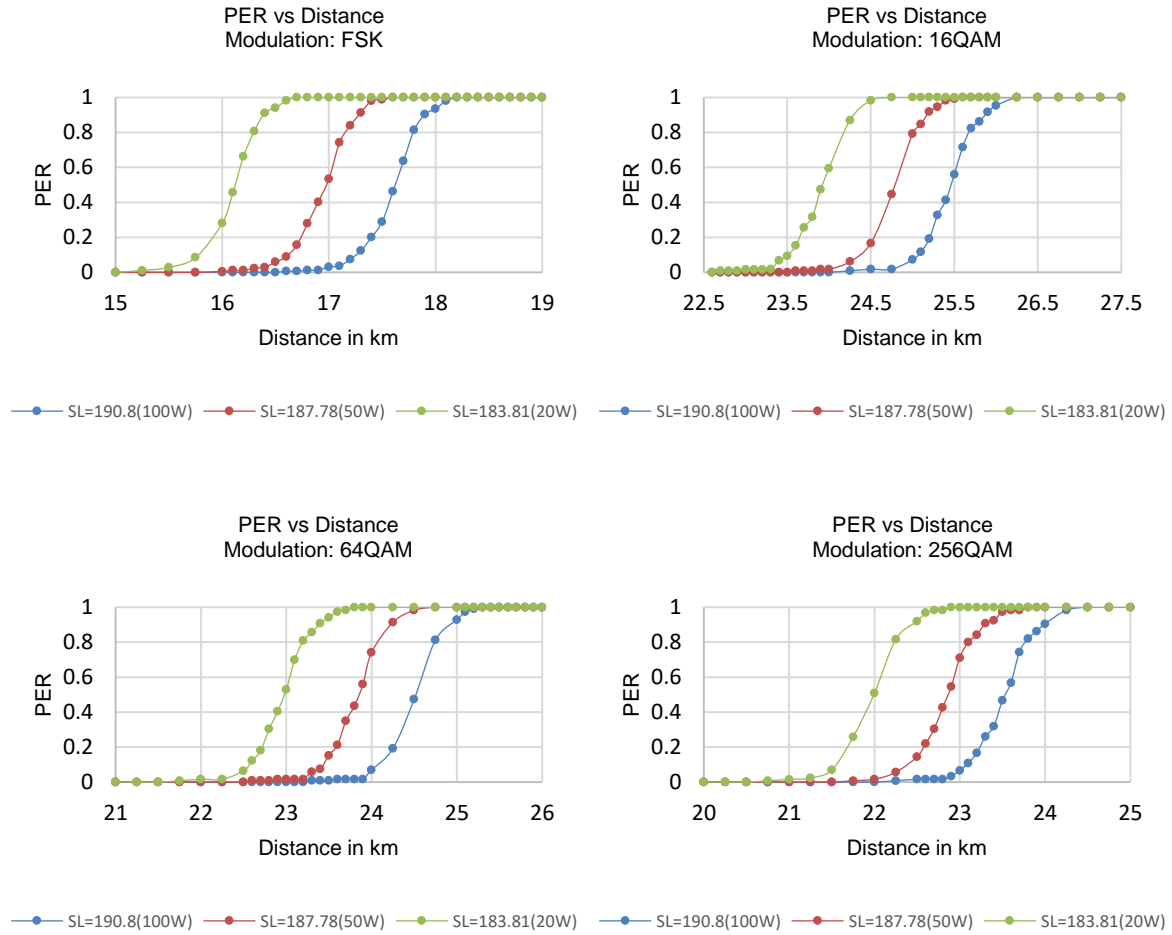 PER vs Distance
Modulation: FSK
1
0.8
0.6
0.4
0.2
0
PER
15 16 17 18 19
Distance in km
SL=190.8(100W) SL=187.78(50W) SL=183.81(20W)
PER vs Distance
Modulation: 16QAM
1
0.8
0.6
0.4
0.2
0
PER
22.5 23.5 24.5 25.5 26.5 27.5
Distance in km
SL=190.8(100W) SL=187.78(50W) SL=183.81(20W)
PER vs Distance
Modulation: 64QAM
1
0.8
0.6
0.4
0.2
0
PER
21 22 23 24 25 26
Distance in km
SL=190.8(100W) SL=187.78(50W) SL=183.81(20W)
PER vs Distance
Modulation: 256QAM
1
0.8
0.6
0.4
0.2
0
PER
20 21 22 23 24 25
Distance in km
SL=190.8(100W) SL=187.78(50W) SL=183.81(20W)